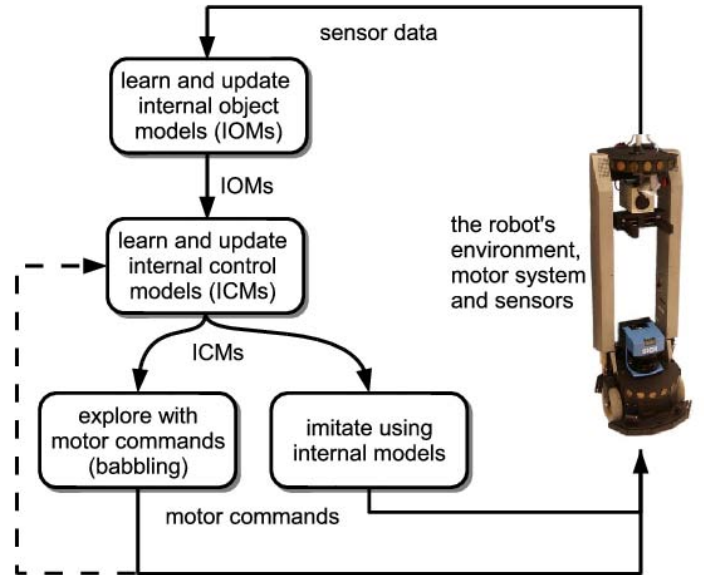 sensor data
learn and update
internal object
models (IOMs)
IOMs
learn and update
internal control
models (ICMs)
the robot's
environment,
motor system
and sensors
ICMs
explore with
motor commands
(babbling)
imitate using
internal models
motor commands